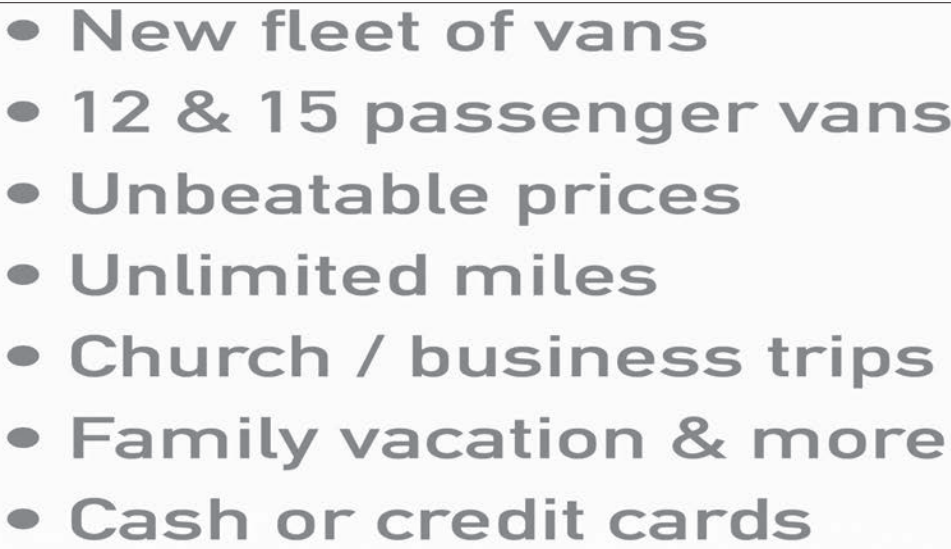 • New fleet of vans
• 12 & 15 passenger vans
• Unbeatable prices
• Unlimited miles
• Church / business trips
• Family vacation & more
• Cash or credit cards